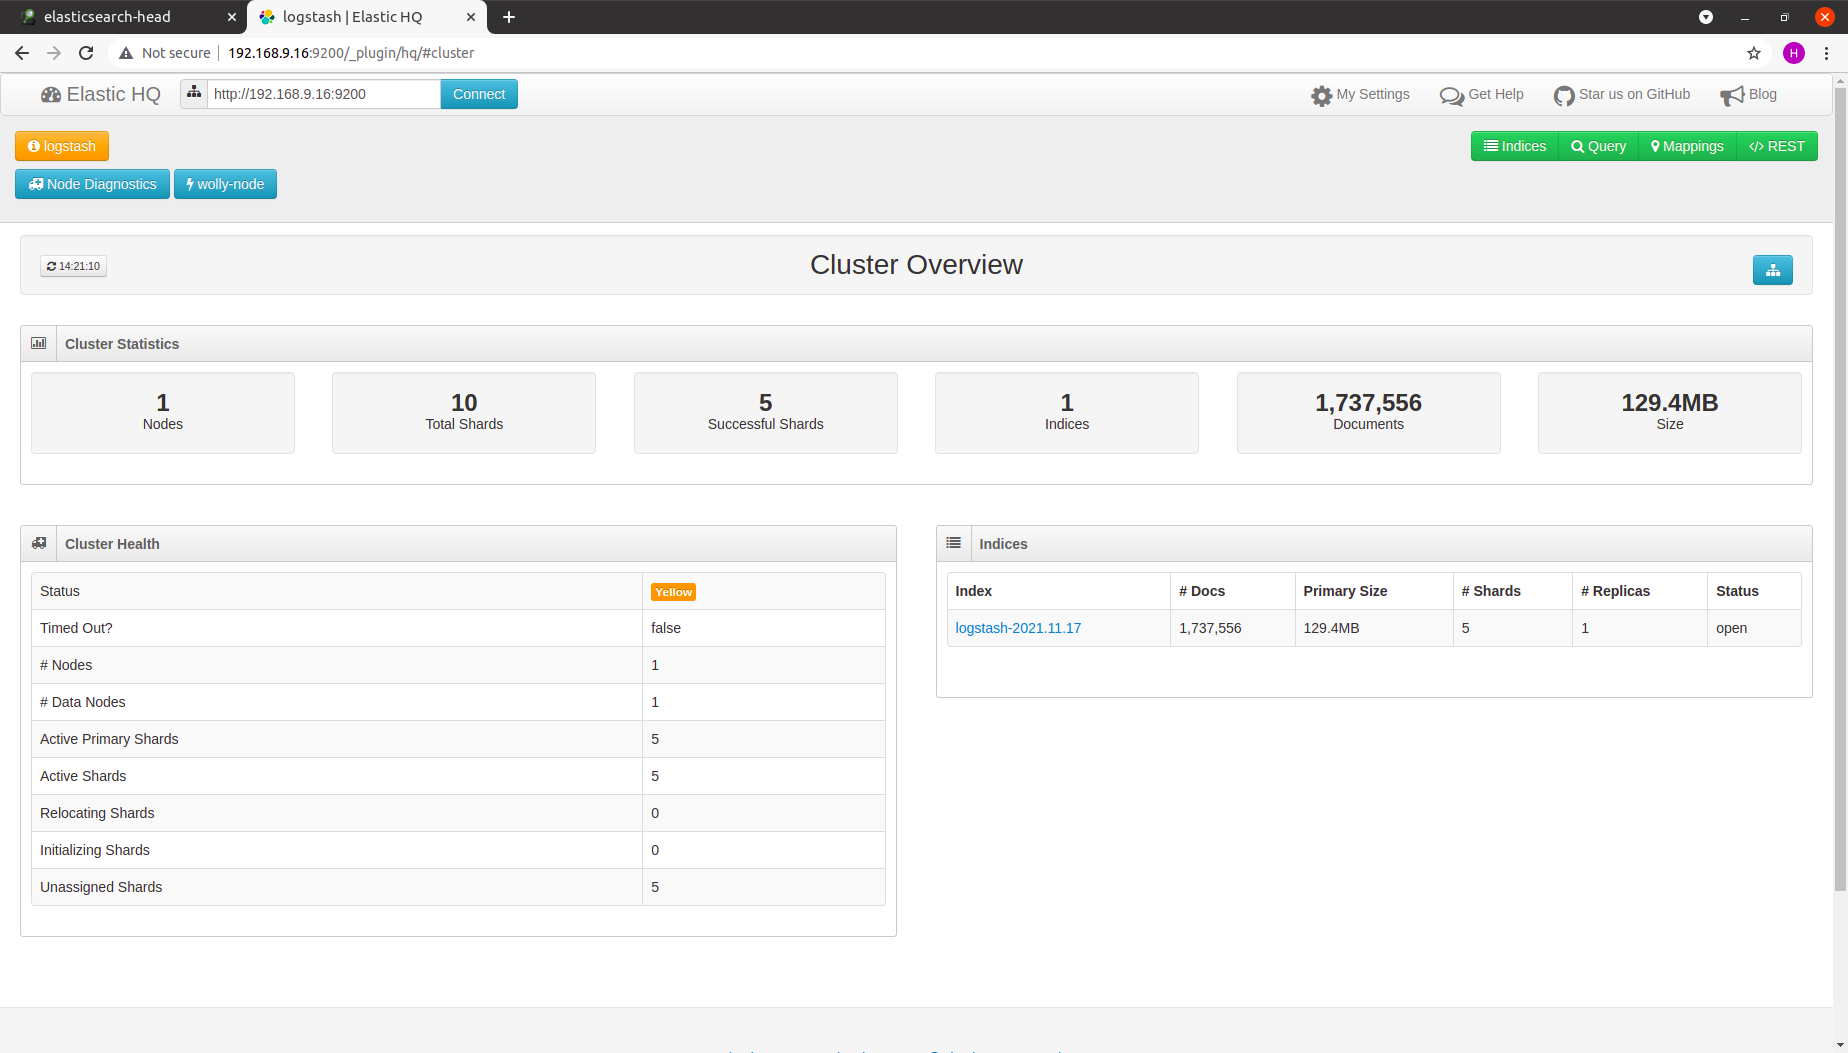 elasticsearch-head
logstash | Elastic HQ
Not secure
192.168.9.16:9200/_plugin/hq/#cluster
H
Elastic HQ
http://192.168.9.16:9200
Connect
My Settings
Get Help
Star us on GitHub
Blog
logstash
Indices
Query
Mappings
REST
Node Diagnostics
wolly-node
14:21:10
Cluster Overview
Cluster Statistics
1
Nodes
10
Total Shards
5
Successful Shards
1
Indices
1,737,556
Documents
129.4MB
Size
Cluster Health
Status Yellow
Timed Out? false
# Nodes 1
# Data Nodes 1
Active Primary Shards 5
Active Shards 5
Relocating Shards 0
Initializing Shards 0
Unassigned Shards 5
Indices
Index # Docs Primary Size # Shards # Replicas Status
logstash-2021.11.17 1,737,556 129.4MB 5 1 open